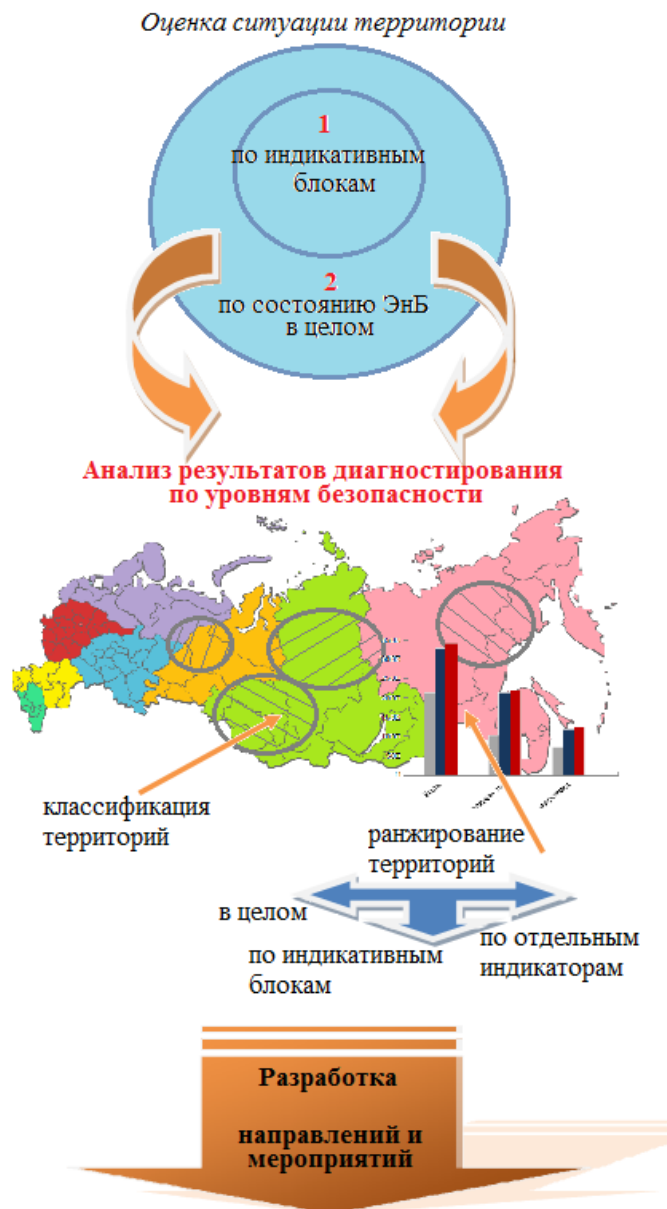 Оценка ситуации территории
1
по индикативным
блокам
2
по состоянию ЭнБ
в целом
Анализ результатов диагностирования
по уровням безопасности
классификация
территорий
ранжирование
территорий
в целом
по индикативным
блокам
по отдельным
индикаторам
Разработка
направлений и
мероприятий